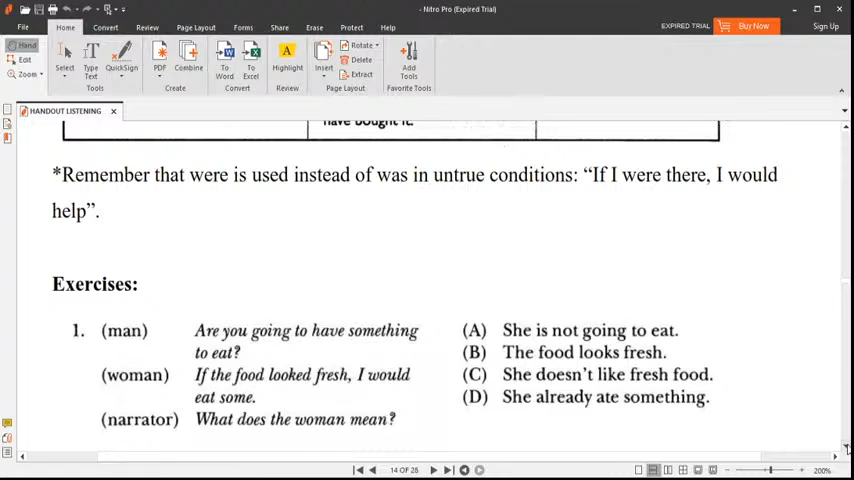 - Nitro Pro (Expired Trial)
Home Convert Review Page Layout Forms Share Erase Protect Help
EXPIRED TRIAL Buy Now Sign Up
Hand
Edit
Zoom
Select Type Text QuickSign PDF Combine To Word To Excel Highlight Insert Rotate Delete Extract Add Tools
Tools Create Convert Review Page Layout Favorite Tools
HANDOUT LISTENING
have bought it.
*Remember that were is used instead of was in untrue conditions: “If I were there, I would
help”.
Exercises:
1. (man) Are you going to have something
to eat?
(woman) If the food looked fresh, I would
eat some.
(narrator) What does the woman mean?
(A) She is not going to eat.
(B) The food looks fresh.
(C) She doesn't like fresh food.
(D) She already ate something.
14 OF 28
200%